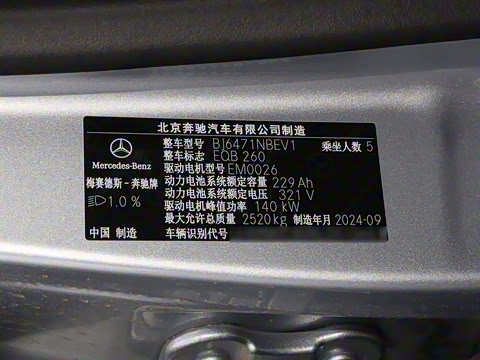 北京奔驰汽车有限公司制造
整车型号 BJ6471NBEV1 乘坐人数 5
整车标志 EQB 260
Mercedes-Benz
驱动电机型号 EM0026
动力电池系统额定容量 229 Ah
梅赛德斯-奔驰牌
动力电池系统额定电压 321 V
1.0 %
驱动电机峰值功率 140 kW
最大允许总质量 2520 kg 制造年月 2024-09
中国 制造 车辆识别代号